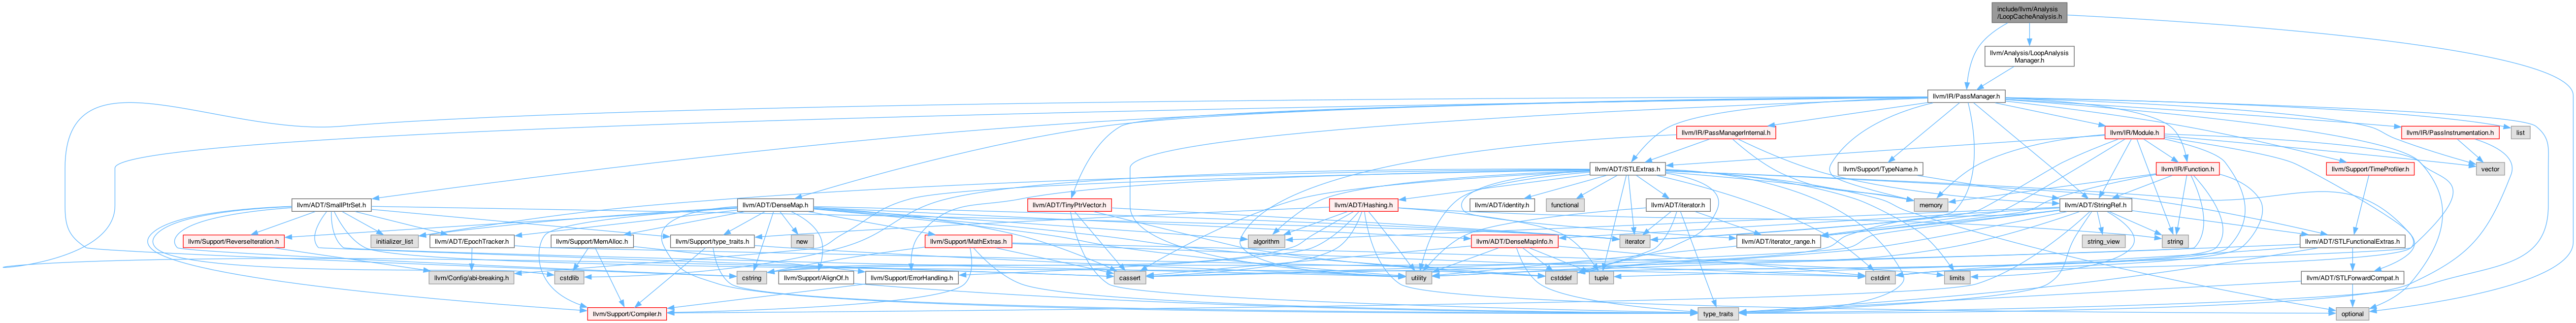 include/llvm/Analysis
/LoopCacheAnalysis.h
llvm/Analysis/LoopAnalysis
Manager.h
llvm/IR/PassManager.h
llvm/IR/PassManagerInternal.h
llvm/IR/Module.h
llvm/IR/PassInstrumentation.h
list
llvm/ADT/STLExtras.h
llvm/Support/TypeName.h
llvm/IR/Function.h
llvm/Support/TimeProfiler.h
vector
llvm/ADT/SmallPtrSet.h
llvm/ADT/DenseMap.h
llvm/ADT/TinyPtrVector.h
llvm/ADT/Hashing.h
llvm/ADT/identity.h
functional
llvm/ADT/iterator.h
memory
llvm/ADT/StringRef.h
llvm/Support/ReverseIteration.h
initializer_list
llvm/ADT/EpochTracker.h
llvm/Support/MemAlloc.h
llvm/Support/type_traits.h
new
llvm/Support/MathExtras.h
algorithm
llvm/ADT/DenseMapInfo.h
iterator
llvm/ADT/iterator_range.h
string_view
string
llvm/ADT/STLFunctionalExtras.h
llvm/Config/abi-breaking.h
cstdlib
cstring
llvm/Support/AlignOf.h
llvm/Support/ErrorHandling.h
cassert
utility
cstddef
tuple
cstdint
limits
llvm/ADT/STLForwardCompat.h
llvm/Support/Compiler.h
type_traits
optional